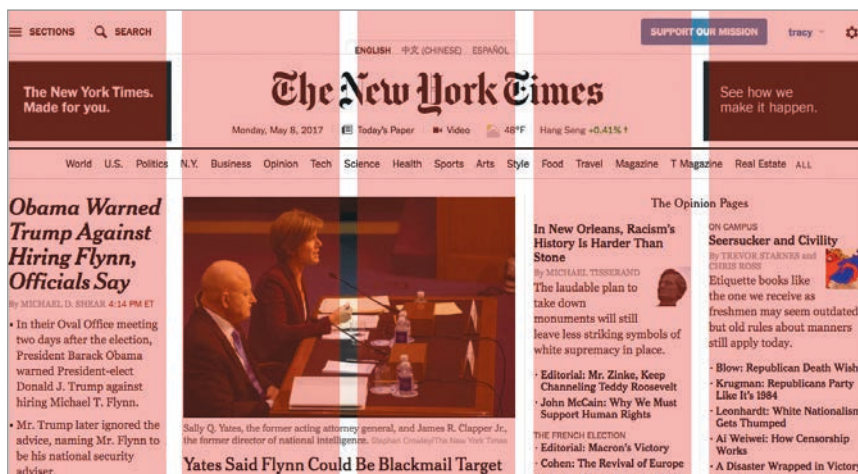 SECTIONS SEARCH
SUPPORT OUR MISSION
tracy
ENGLISH 中文 (CHINESE) ESPAÑOL
The New York Times.
Made for you.
The New York Times
See how we
make it happen.
Monday, May 8, 2017 Today's Paper Video 48°F Hang Seng +0.41% ↑
World U.S. Politics N.Y. Business Opinion Tech Science Health Sports Arts Style Food Travel Magazine T Magazine Real Estate ALL
Obama Warned
Trump Against
Hiring Flynn,
Officials Say
By MICHAEL D. SHEAR 4:14 PM ET
• In their Oval Office meeting
two days after the election,
President Barack Obama
warned President-elect
Donald J. Trump against
hiring Michael T. Flynn.
• Mr. Trump later ignored the
advice, naming Mr. Flynn to
be his national security
adviser.
Sally Q. Yates, the former acting attorney general, and James R. Clapper Jr.,
the former director of national intelligence. Stephen Crowley/The New York Times
Yates Said Flynn Could Be Blackmail Target
The Opinion Pages
In New Orleans, Racism's
History Is Harder Than
Stone
By MICHAEL TISSERAND
The laudable plan to
take down
monuments will still
leave less striking symbols of
white supremacy in place.
· Editorial: Mr. Zinke, Keep
Channeling Teddy Roosevelt
· John McCain: Why We Must
Support Human Rights
THE FRENCH ELECTION
· Editorial: Macron's Victory
· Cohen: The Revival of Europe
ON CAMPUS
Seersucker and Civility
By TREVOR STARNES and
CHRIS ROSS
Etiquette books like
the one we receive as
freshmen may seem outdated
but old rules about manners
still apply today.
· Blow: Republican Death Wish
· Krugman: Republicans Party
Like It's 1984
· Leonhardt: White Nationalism
Gets Thumped
· Ai Weiwei: How Censorship
Works
· A Disaster Wrapped in Victory